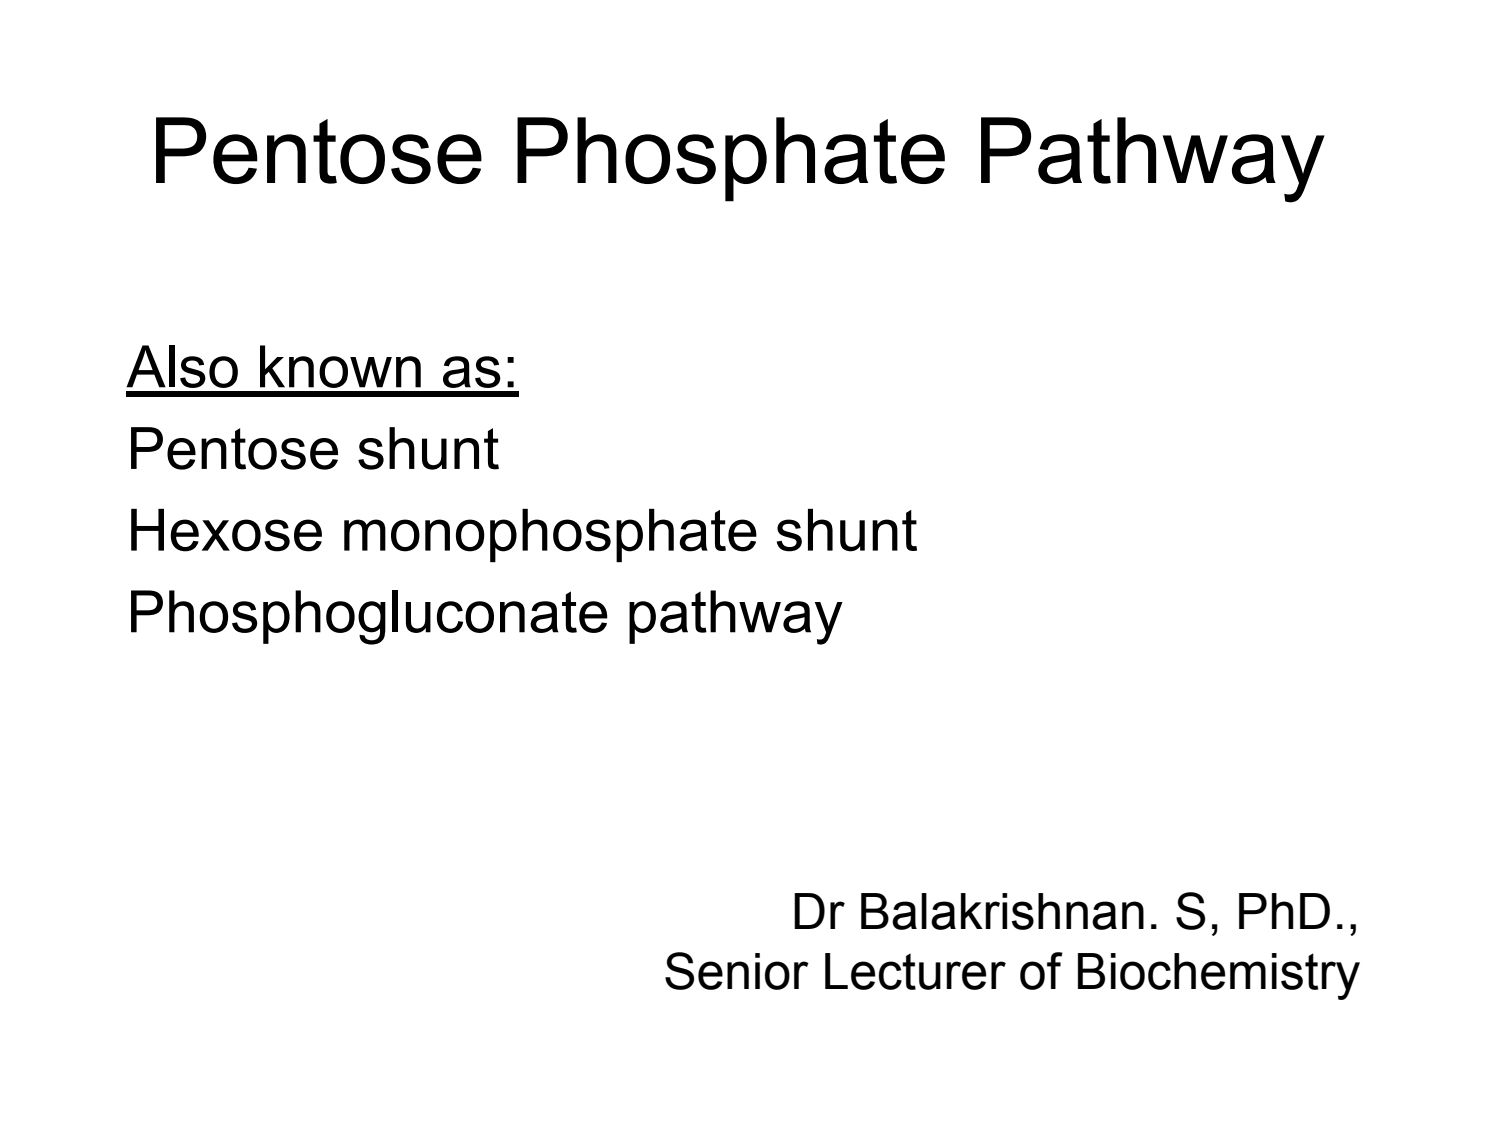 Pentose Phosphate Pathway
Also known as:
Pentose shunt
Hexose monophosphate shunt
Phosphogluconate pathway
Dr Balakrishnan. S, PhD.,
Senior Lecturer of Biochemistry